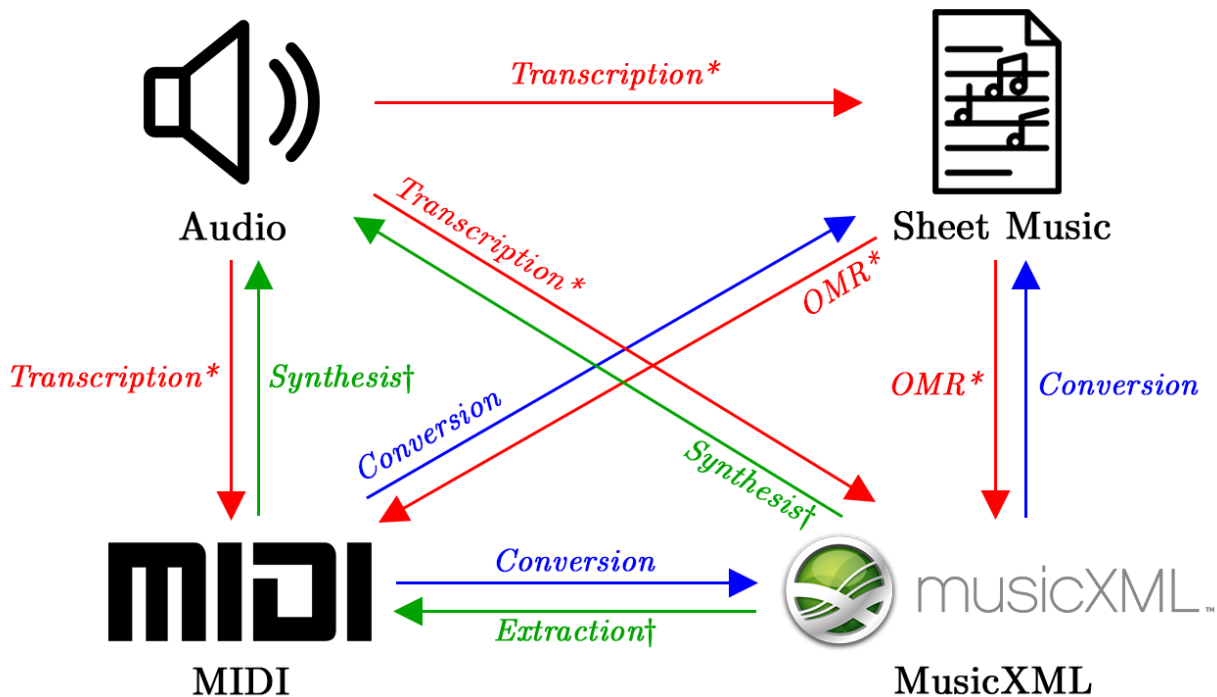 Transcription*
Audio
Sheet Music
Transcription*
OMR*
Transcription*
Synthesis†
OMR*
Conversion
Conversion
Synthesis†
Conversion
Extraction†
MIDI
musicXML™
MIDI
MusicXML